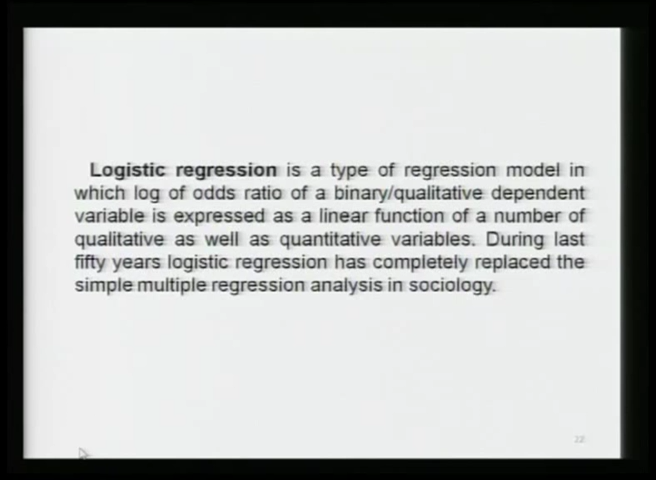 Logistic regression is a type of regression model in
which log of odds ratio of a binary/qualitative dependent
variable is expressed as a linear function of a number of
qualitative as well as quantitative variables. During last
fifty years logistic regression has completely replaced the
simple multiple regression analysis in sociology.